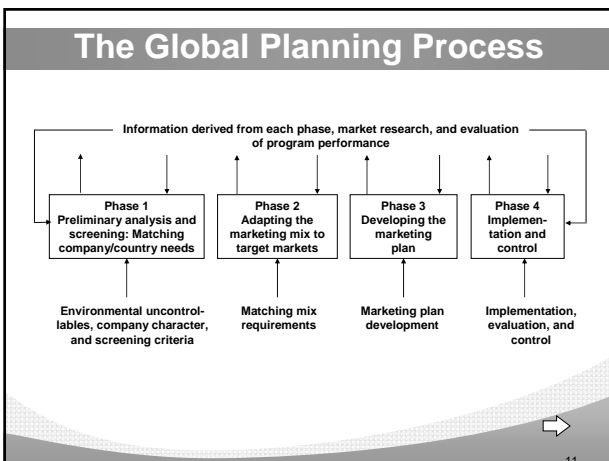 The Global Planning Process
Information derived from each phase, market research, and evaluation
of program performance
Phase 1
Preliminary analysis and
screening: Matching
company/country needs
Phase 2
Adapting the
marketing mix to
target markets
Phase 3
Developing the
marketing
plan
Phase 4
Implemen-
tation and
control
Environmental uncontrol-
lables, company character,
and screening criteria
Matching mix
requirements
Marketing plan
development
Implementation,
evaluation, and
control
11